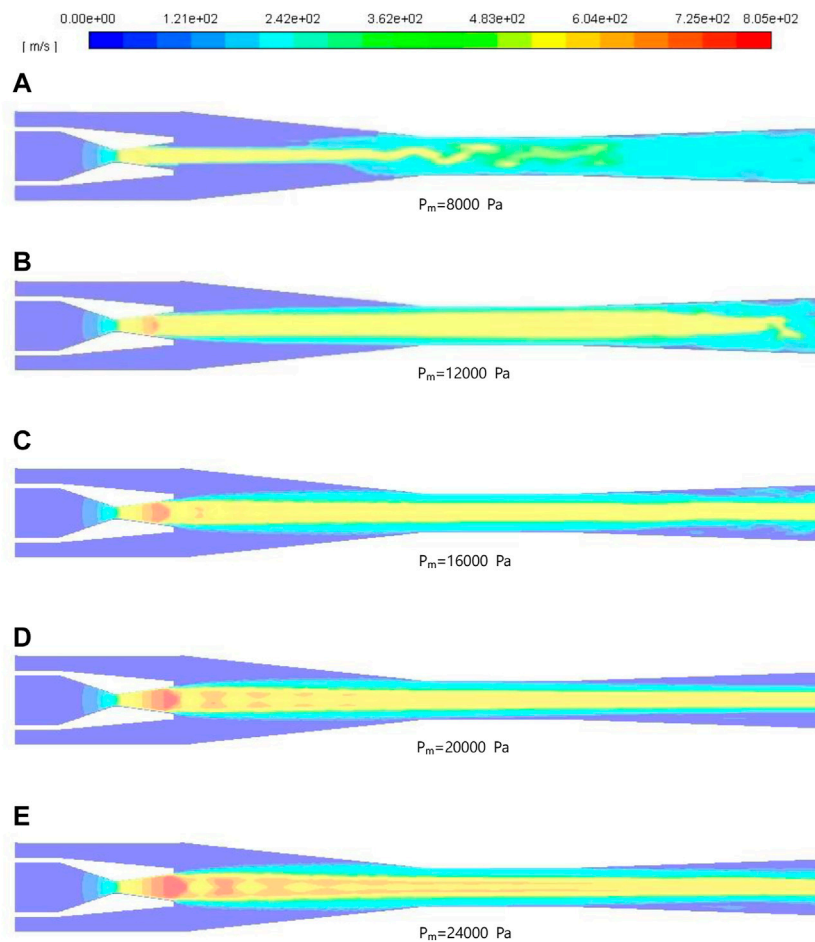 0.00e+00 1.21e+02 2.42e+02 3.62e+02 4.83e+02 6.04e+02 7.25e+02 8.05e+02
[ m/s ]
A
Pm=8000 Pa
B
Pm=12000 Pa
C
Pm=16000 Pa
D
Pm=20000 Pa
E
Pm=24000 Pa